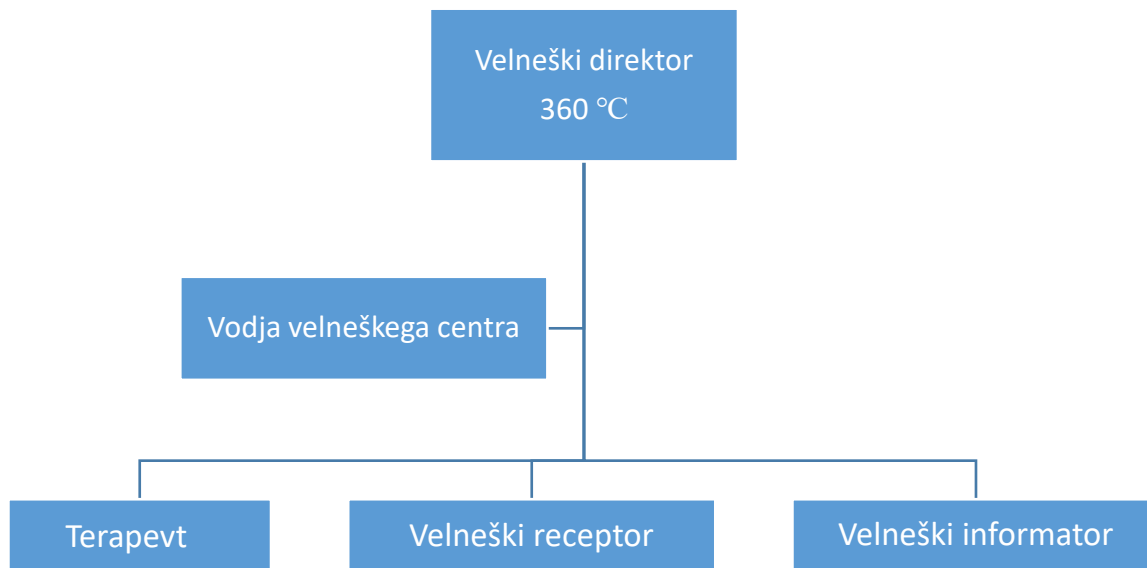 Velneški direktor
360 ℃
Vodja velneškega centra
Terapevt
Velneški receptor
Velneški informator